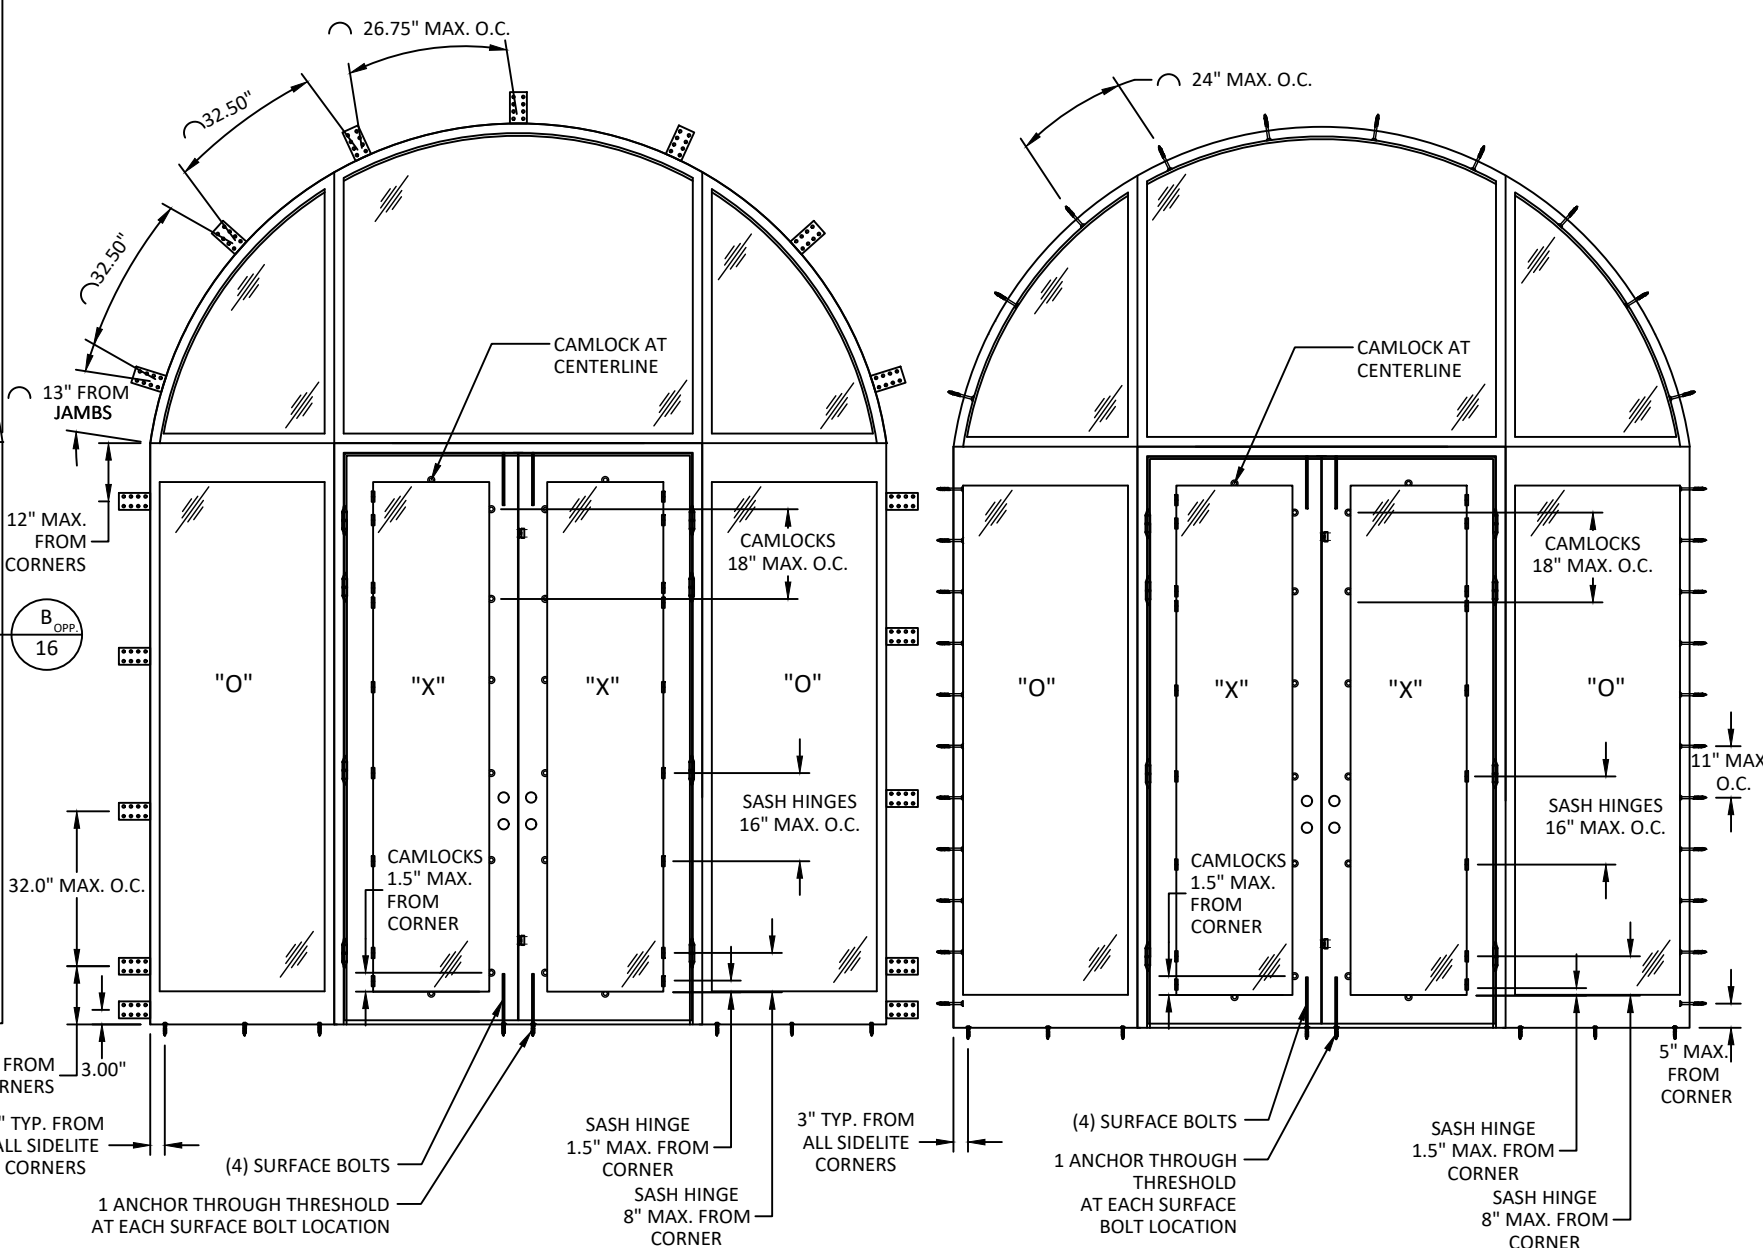 26.75" MAX. O.C.
32.50"
32.50"
13" FROM
JAMBS
12" MAX.
FROM
CORNERS
B
OPP.
16
32.0" MAX. O.C.
FROM
3.00"
TYP. FROM
SIDELITE
CORNERS
CAMLOCK AT
CENTERLINE
CAMLOCKS
18" MAX. O.C.
"O"
"X"
"X"
"O"
SASH HINGES
16" MAX. O.C.
CAMLOCKS
1.5" MAX.
FROM
CORNER
(4) SURFACE BOLTS
1 ANCHOR THROUGH THRESHOLD
AT EACH SURFACE BOLT LOCATION
SASH HINGE
1.5" MAX. FROM
CORNER
SASH HINGE
8" MAX. FROM
CORNER
24" MAX. O.C.
CAMLOCK AT
CENTERLINE
CAMLOCKS
18" MAX. O.C.
"O"
"X"
"X"
"O"
11" MAX
O.C.
SASH HINGES
16" MAX. O.C.
CAMLOCKS
1.5" MAX.
FROM
CORNER
5" MAX.
FROM
CORNER
3" TYP. FROM
ALL SIDELITE
CORNERS
(4) SURFACE BOLTS
1 ANCHOR THROUGH
THRESHOLD
AT EACH SURFACE
BOLT LOCATION
SASH HINGE
1.5" MAX. FROM
CORNER
SASH HINGE
8" MAX. FROM
CORNER